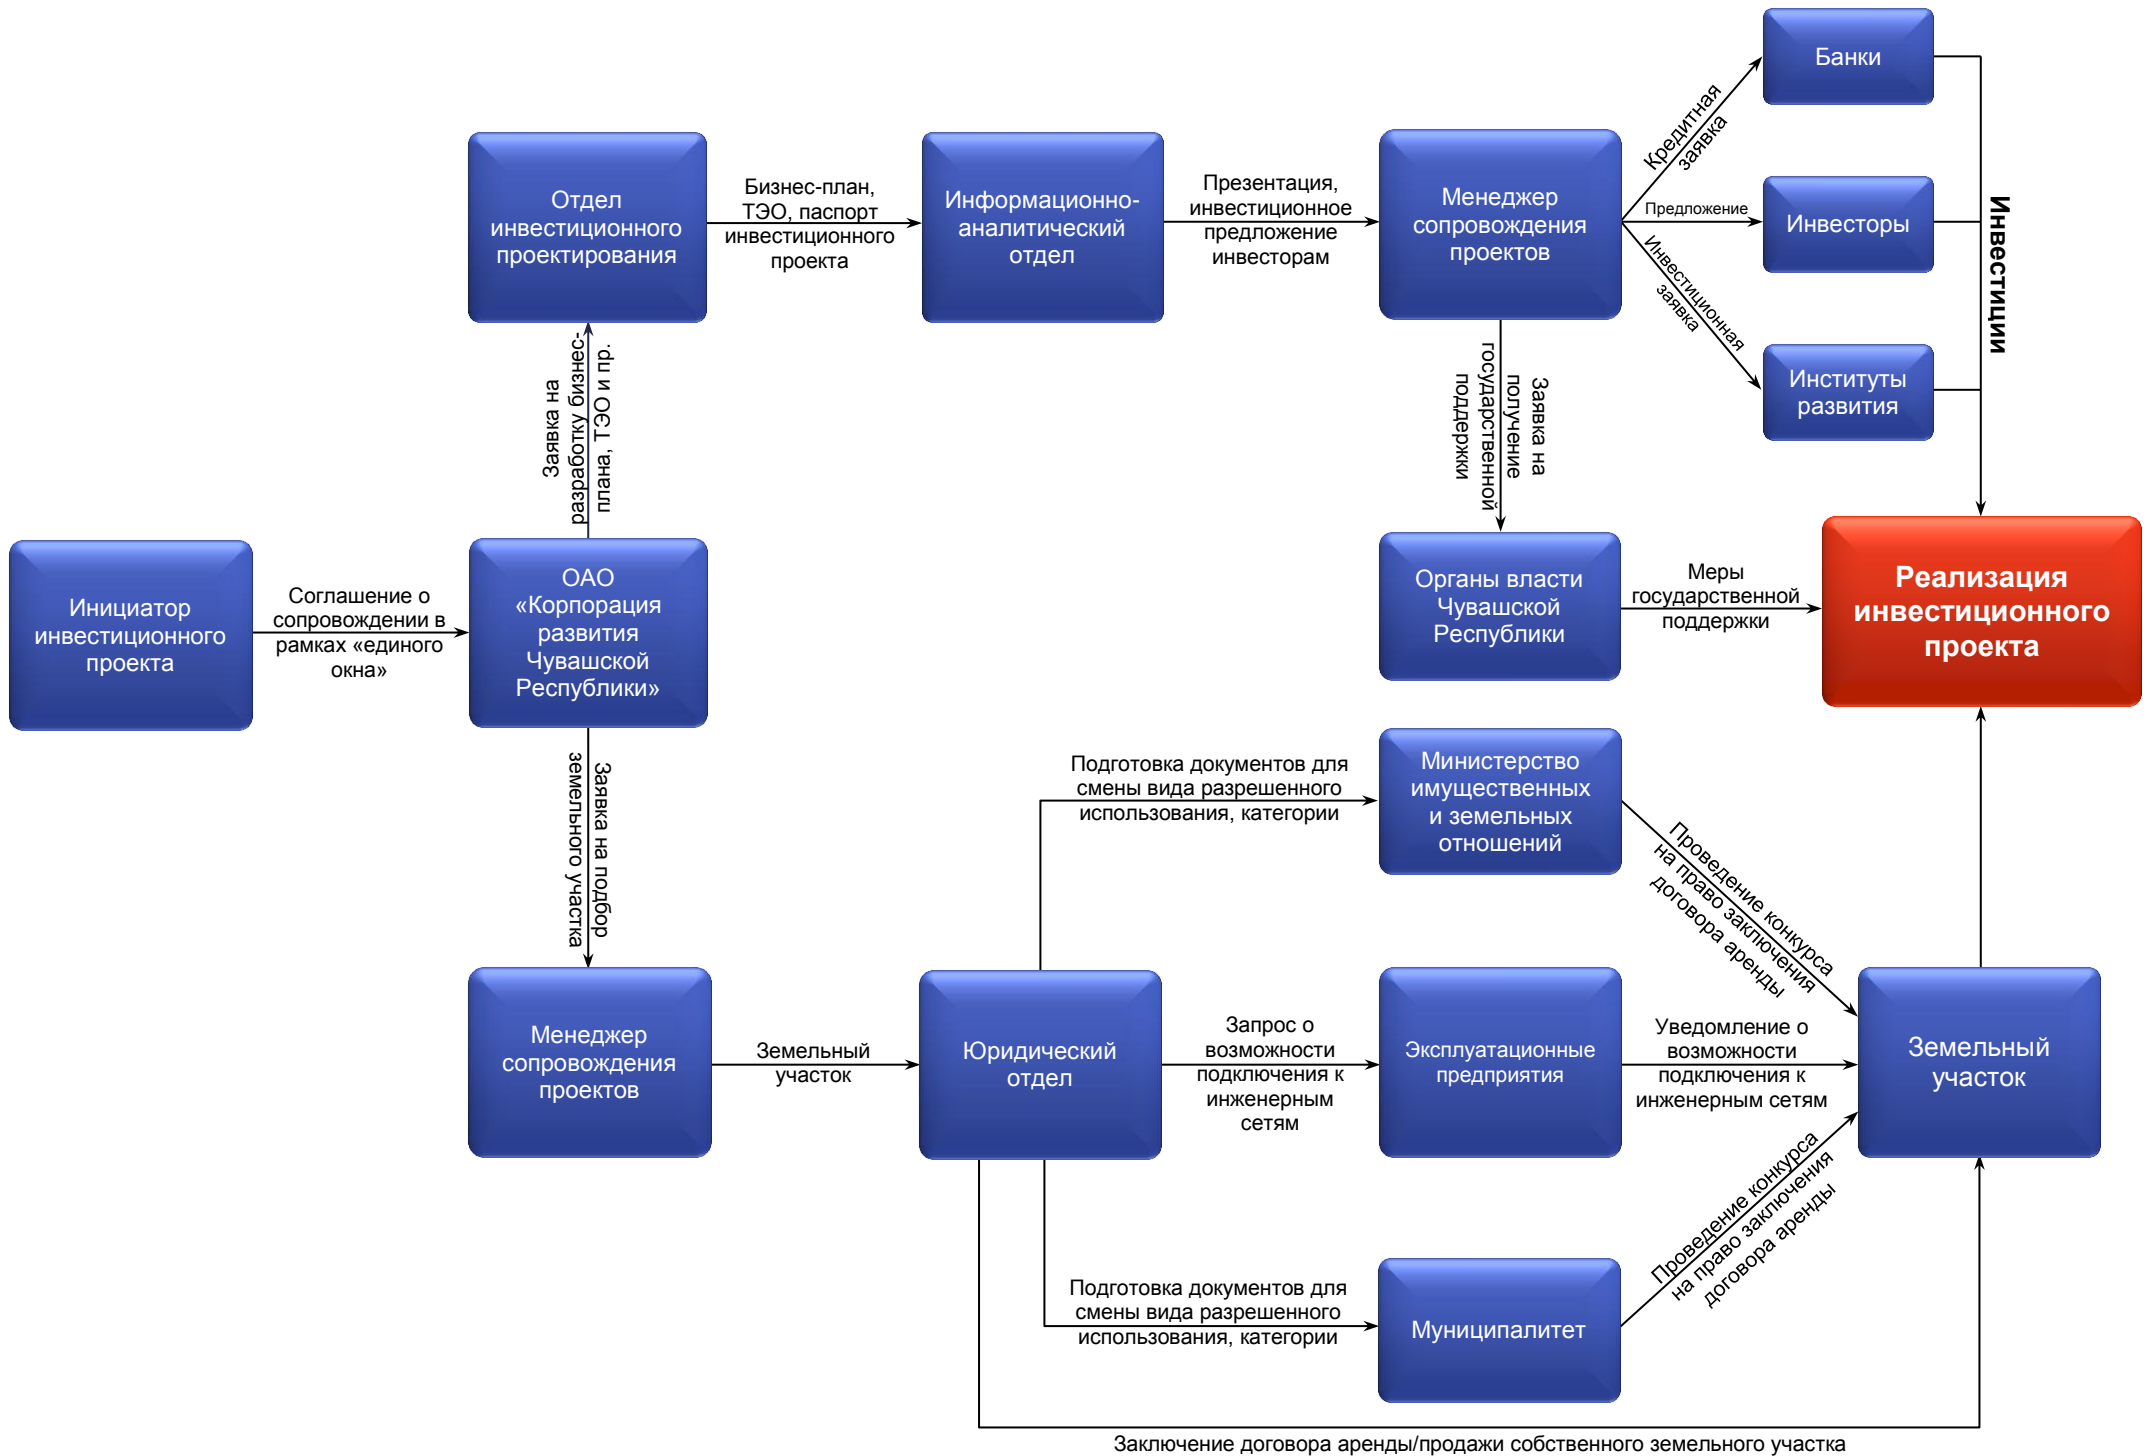 Банки
Кредитная
заявка
Отдел
инвестиционного
проектирования
Бизнес-план,
ТЭО, паспорт
инвестиционного
проекта
Информационно-
аналитический
отдел
Презентация,
инвестиционное
предложение
инвесторам
Менеджер
сопровождения
проектов
Предложение
Инвесторы
Инвестиции
Инвестиционная
заявка
Институты
развития
Заявка на
разработку бизнес-
плана, ТЭО и пр.
Заявка на
получение
государственной
поддержки
Инициатор
инвестиционного
проекта
Соглашение о
сопровождении в
рамках «единого
окна»
ОАО
«Корпорация
развития
Чувашской
Республики»
Органы власти
Чувашской
Республики
Меры
государственной
поддержки
Реализация
инвестиционного
проекта
Заявка на подбор
земельного участка
Подготовка документов для
смены вида разрешенного
использования, категории
Министерство
имущественных
и земельных
отношений
Проведение конкурса
на право заключения
договора аренды
Менеджер
сопровождения
проектов
Земельный
участок
Юридический
отдел
Запрос о
возможности
подключения к
инженерным
сетям
Эксплуатационные
предприятия
Уведомление о
возможности
подключения к
инженерным сетям
Земельный
участок
Подготовка документов для
смены вида разрешенного
использования, категории
Муниципалитет
Проведение конкурса
на право заключения
договора аренды
Заключение договора аренды/продажи собственного земельного участка